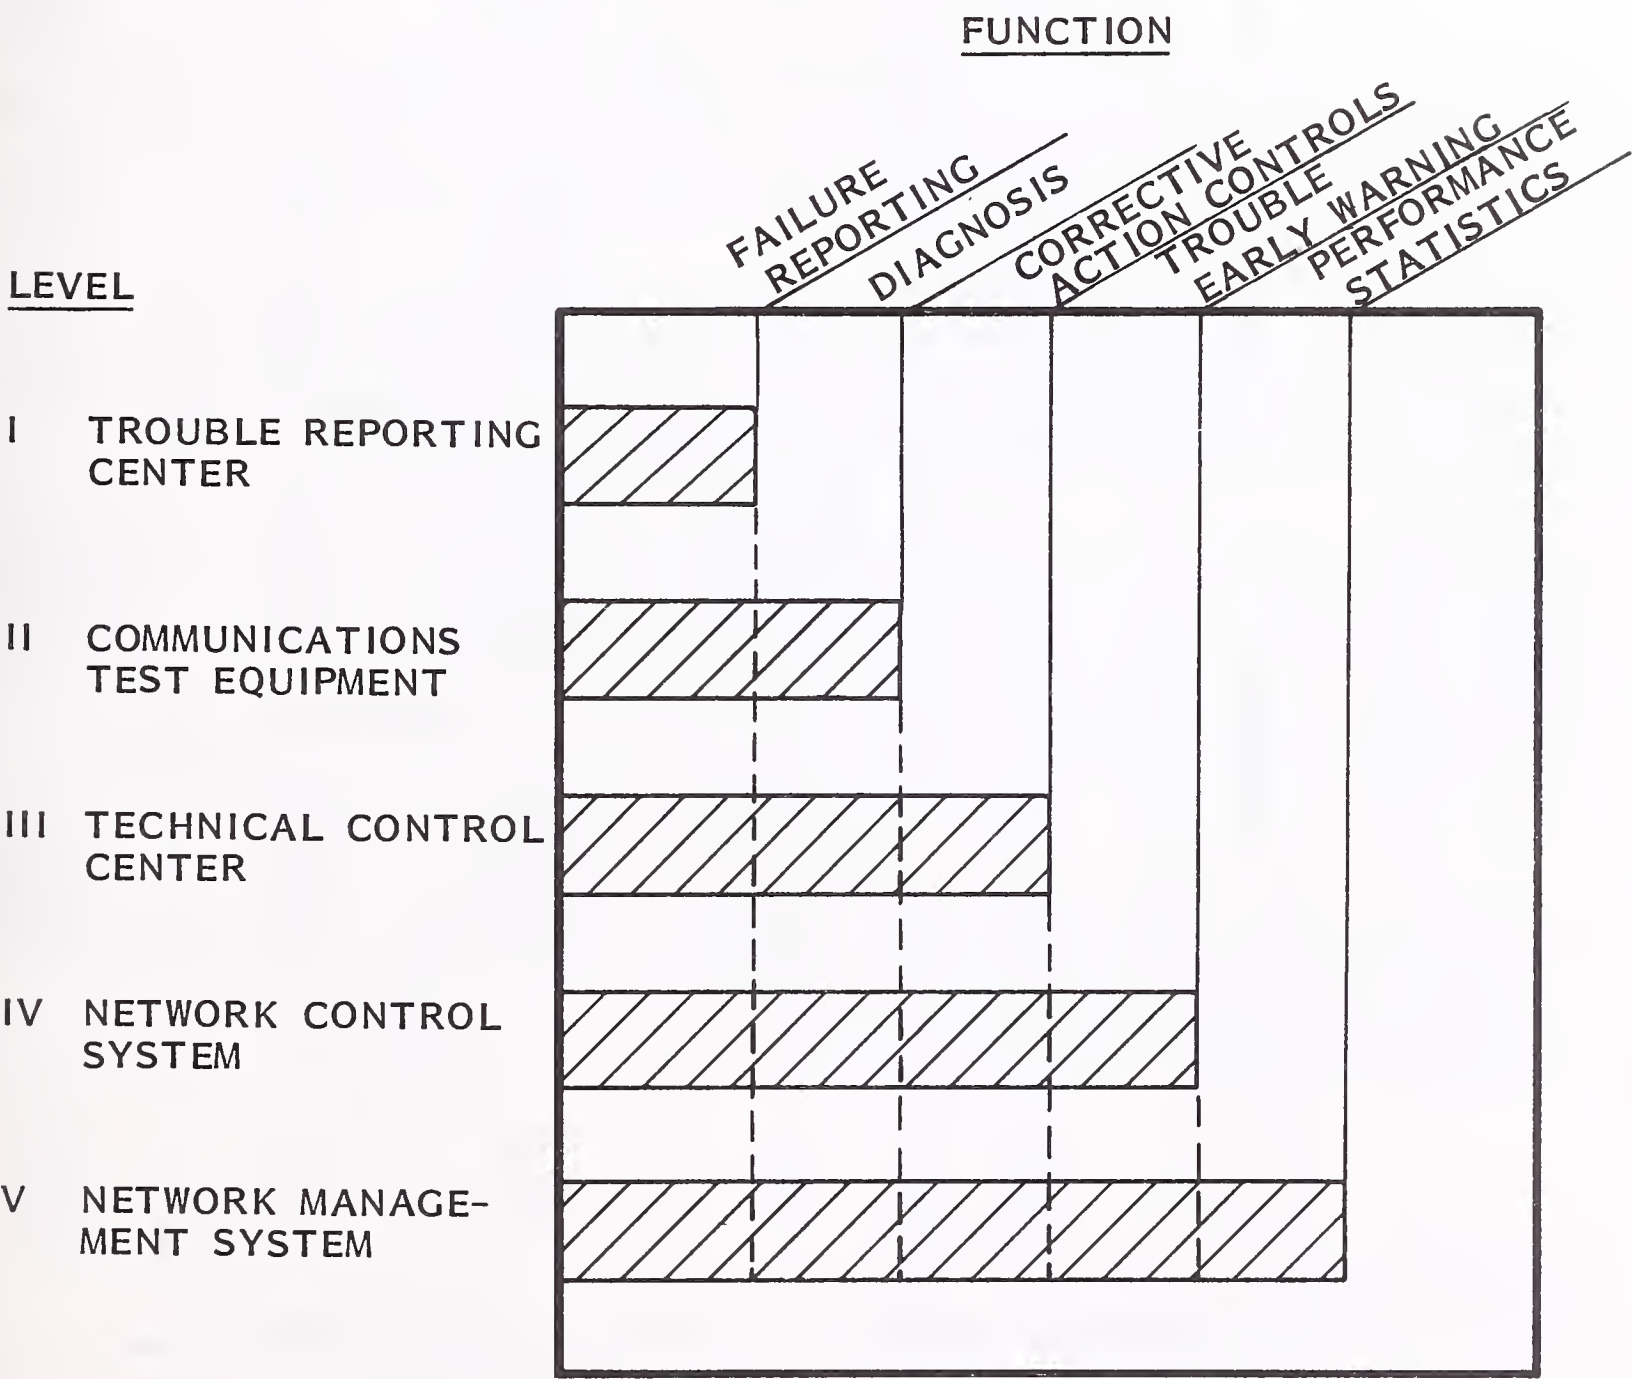 FUNCTION
FAILURE
REPORTING
DIAGNOSIS
CORRECTIVE
ACTION CONTROLS
TROUBLE
EARLY WARNING
PERFORMANCE
STATISTICS
LEVEL
I TROUBLE REPORTING
CENTER
II COMMUNICATIONS
TEST EQUIPMENT
III TECHNICAL CONTROL
CENTER
IV NETWORK CONTROL
SYSTEM
V NETWORK MANAGE-
MENT SYSTEM